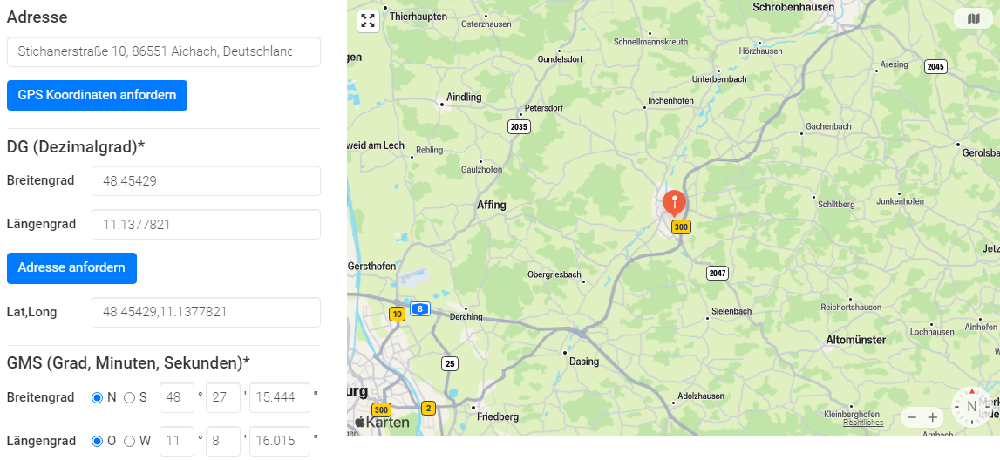 Adresse
Stichanerstraße 10, 86551 Aichach, Deutschlanc
GPS Koordinaten anfordern
DG (Dezimalgrad)*
Breitengrad 48.45429
Längengrad 11.1377821
Adresse anfordern
Lat,Long 48.45429,11.1377821
GMS (Grad, Minuten, Sekunden)*
Breitengrad N S 48 ° 27 ' 15.444 "
Längengrad O W 11 ° 8 ' 16.015 "
Thierhaupten
Osterzhausen
Schrobenhausen
Schnellmannskreuth
Hörzhausen
gen
Gundelsdorf
Aresing
2045
Unterbernbach
Aindling
Inchenhofen
Petersdorf
2035
Gachenbach
weid am Lech
Rehling
Gerolsba
Gaulzhofen
Affing
Schiltberg
Junkenhofen
300
Jetz
Gersthofen
Obergriesbach
2047
10
8
Derching
Sielenbach
Reichertshausen
Lochhausen
Ainhofen
Altomünster
25
Dasing
urg
300
2
Friedberg
Adelzhausen
Kleinberghofen
Rechtliches
N
Mark
Inde
Karten